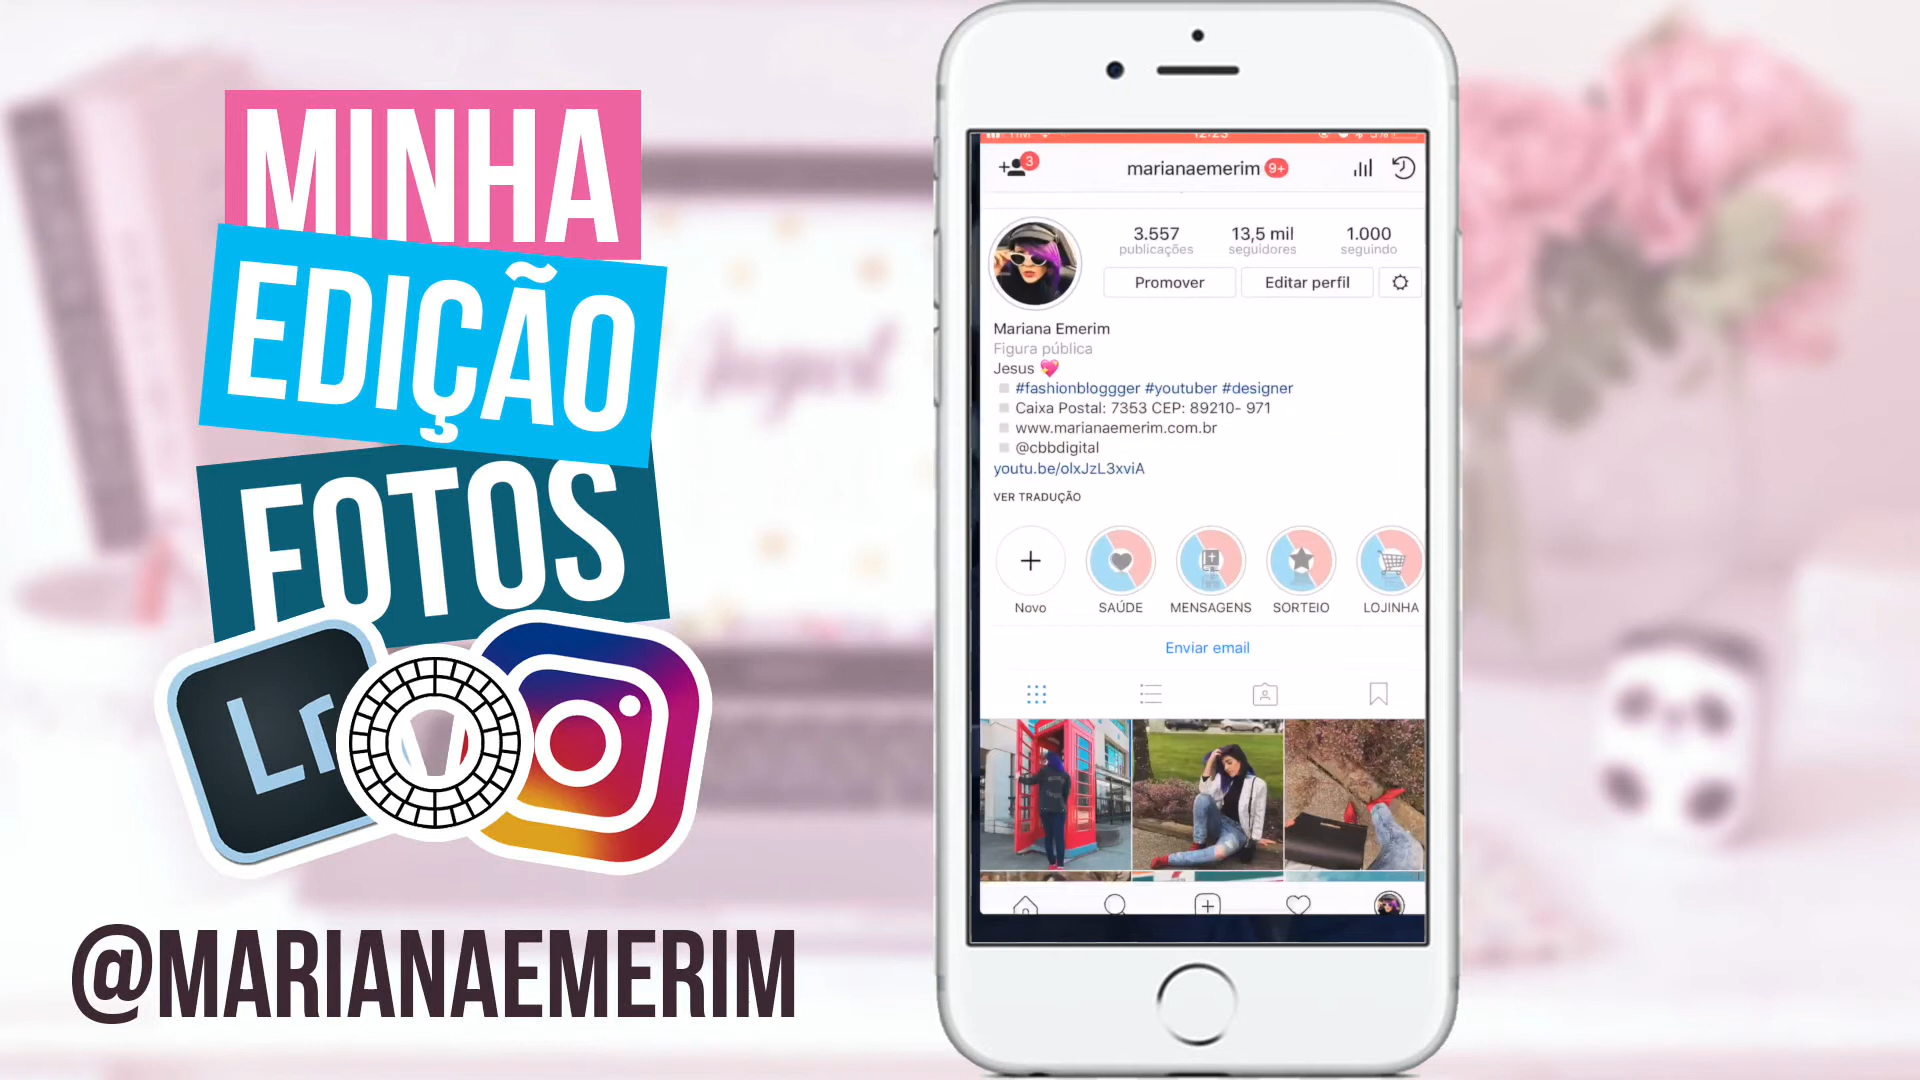 MINHA
EDIÇÃO
FOTOS
Lr
@MARIANAEMERIM
12:23
3
marianaemerim 9+
3.557 13,5 mil 1.000
publicações seguidores seguindo
Promover Editar perfil
Mariana Emerim
Figura pública
Jesus 💖
#fashionbloggger #youtuber #designer
Caixa Postal: 7353 CEP: 89210- 971
www.marianaemerim.com.br
@cbbdigital
youtu.be/olxJzL3xviA
VER TRADUÇÃO
Novo SAÚDE MENSAGENS SORTEIO LOJINHA
Enviar email